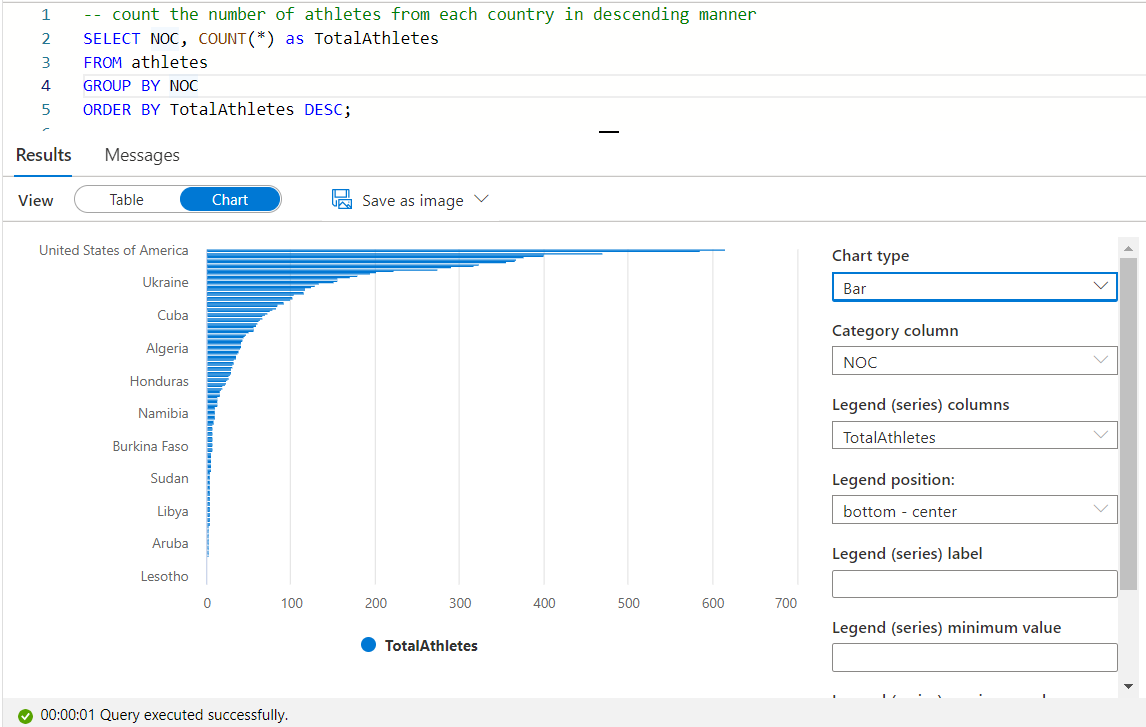 1 -- count the number of athletes from each country in descending manner
2 SELECT NOC, COUNT(*) as TotalAthletes
3 FROM athletes
4 GROUP BY NOC
5 ORDER BY TotalAthletes DESC;
Results Messages
View Table Chart Save as image
United States of America
Ukraine
Cuba
Algeria
Honduras
Namibia
Burkina Faso
Sudan
Libya
Aruba
Lesotho
0 100 200 300 400 500 600 700
TotalAthletes
Chart type
Bar
Category column
NOC
Legend (series) columns
TotalAthletes
Legend position:
bottom - center
Legend (series) label
Legend (series) minimum value
00:00:01 Query executed successfully.